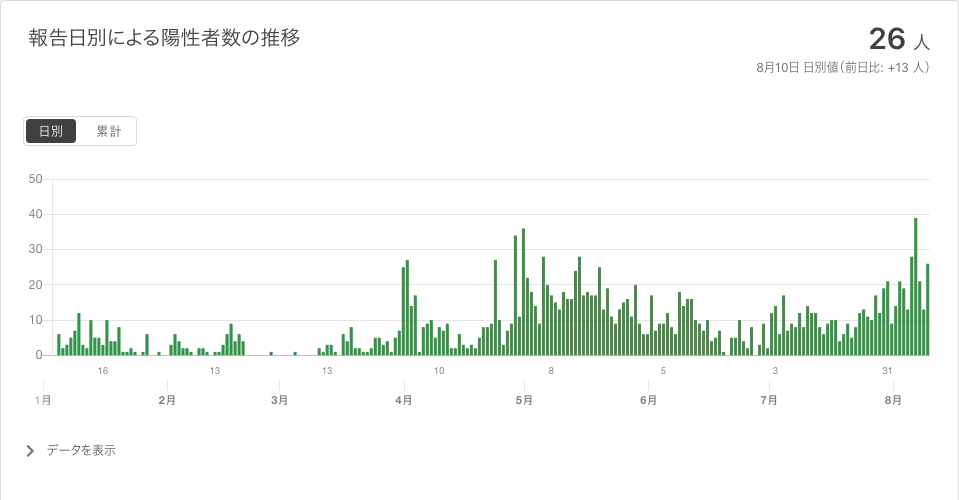 報告日別による陽性者数の推移
26 人
8月10日 日別値(前日比: +13 人)
日別 累計
50
40
30
20
10
0
16 13 13 10 8 5 3 31
1月 2月 3月 4月 5月 6月 7月 8月
データを表示